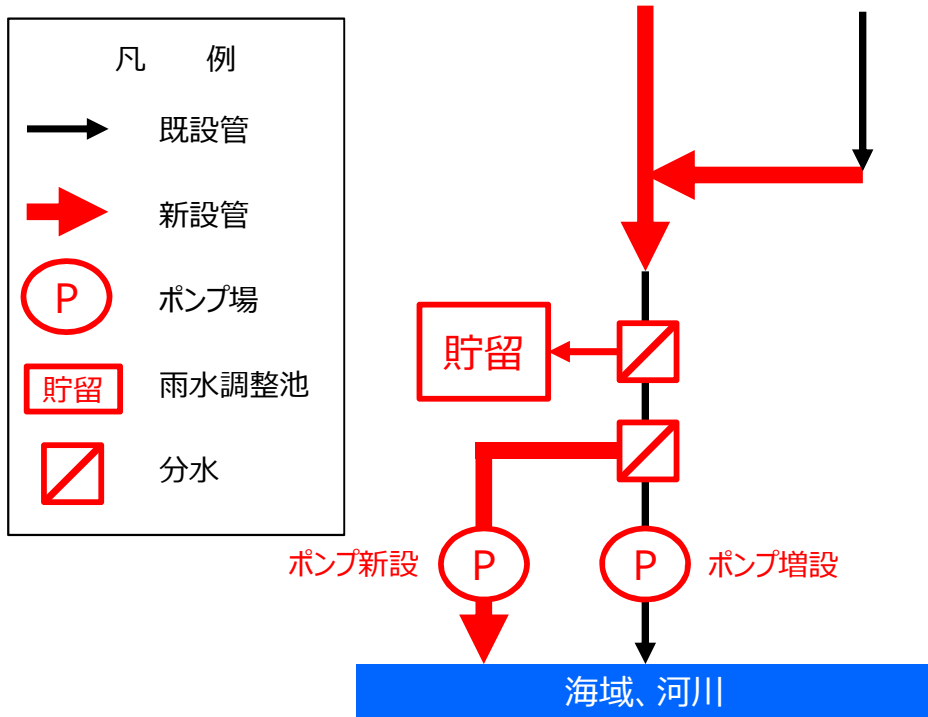 凡 例
既設管
新設管
P
ポンプ場
貯留
雨水調整池
分水
貯留
ポンプ新設
P
P
ポンプ増設
海域、河川